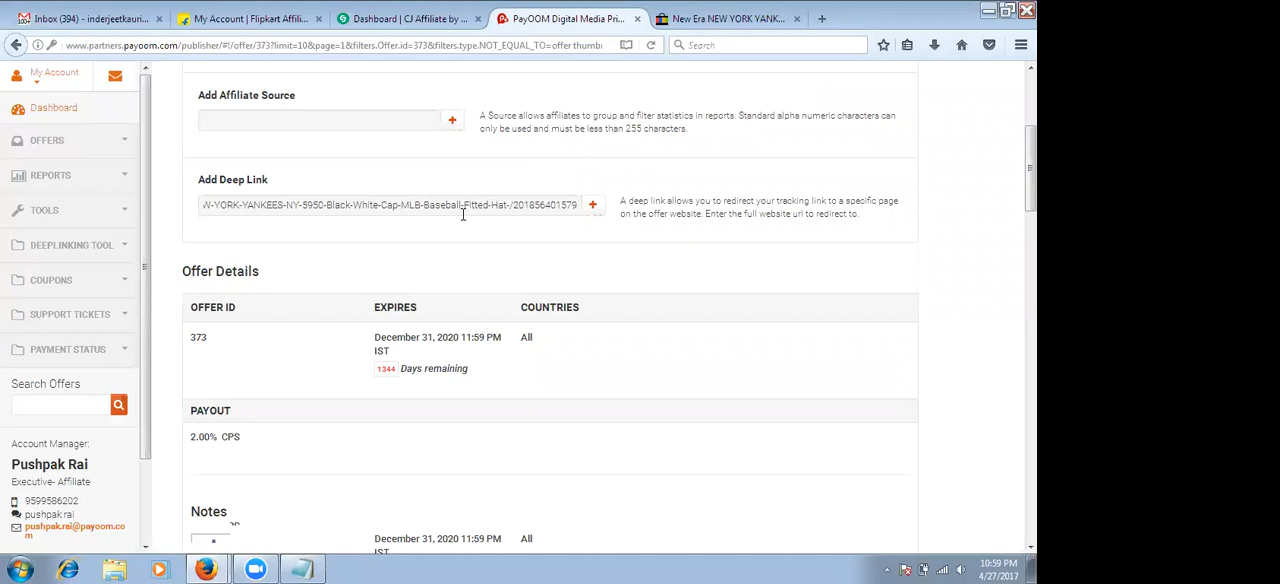 Inbox (394) - inderjeetkauri...
My Account | Flipkart Affili...
Dashboard | CJ Affiliate by ...
PayOOM Digital Media Pri...
New Era NEW YORK YANK...
www.partners.payoom.com/publisher/#!/offer/373?limit=10&page=1&filters.Offer.id=373&filters.type.NOT_EQUAL_TO=offer thumbr
Search
My Account
Dashboard
OFFERS
REPORTS
TOOLS
DEEPLINKING TOOL
COUPONS
SUPPORT TICKETS
PAYMENT STATUS
Search Offers
Account Manager:
Pushpak Rai
Executive- Affiliate
9599586202
pushpak.rai
pushpak.rai@payoom.co
m
Add Affiliate Source
A Source allows affiliates to group and filter statistics in reports. Standard alpha numeric characters can
only be used and must be less than 255 characters.
Add Deep Link
W-YORK-YANKEES-NY-5950-Black-White-Cap-MLB-Baseball-Fitted-Hat-/201856401579
A deep link allows you to redirect your tracking link to a specific page
on the offer website. Enter the full website url to redirect to.
Offer Details
OFFER ID EXPIRES COUNTRIES
373 December 31, 2020 11:59 PM All
IST
1344 Days remaining
PAYOUT
2.00% CPS
Notes
December 31, 2020 11:59 PM All
IST
10:59 PM
4/27/2017